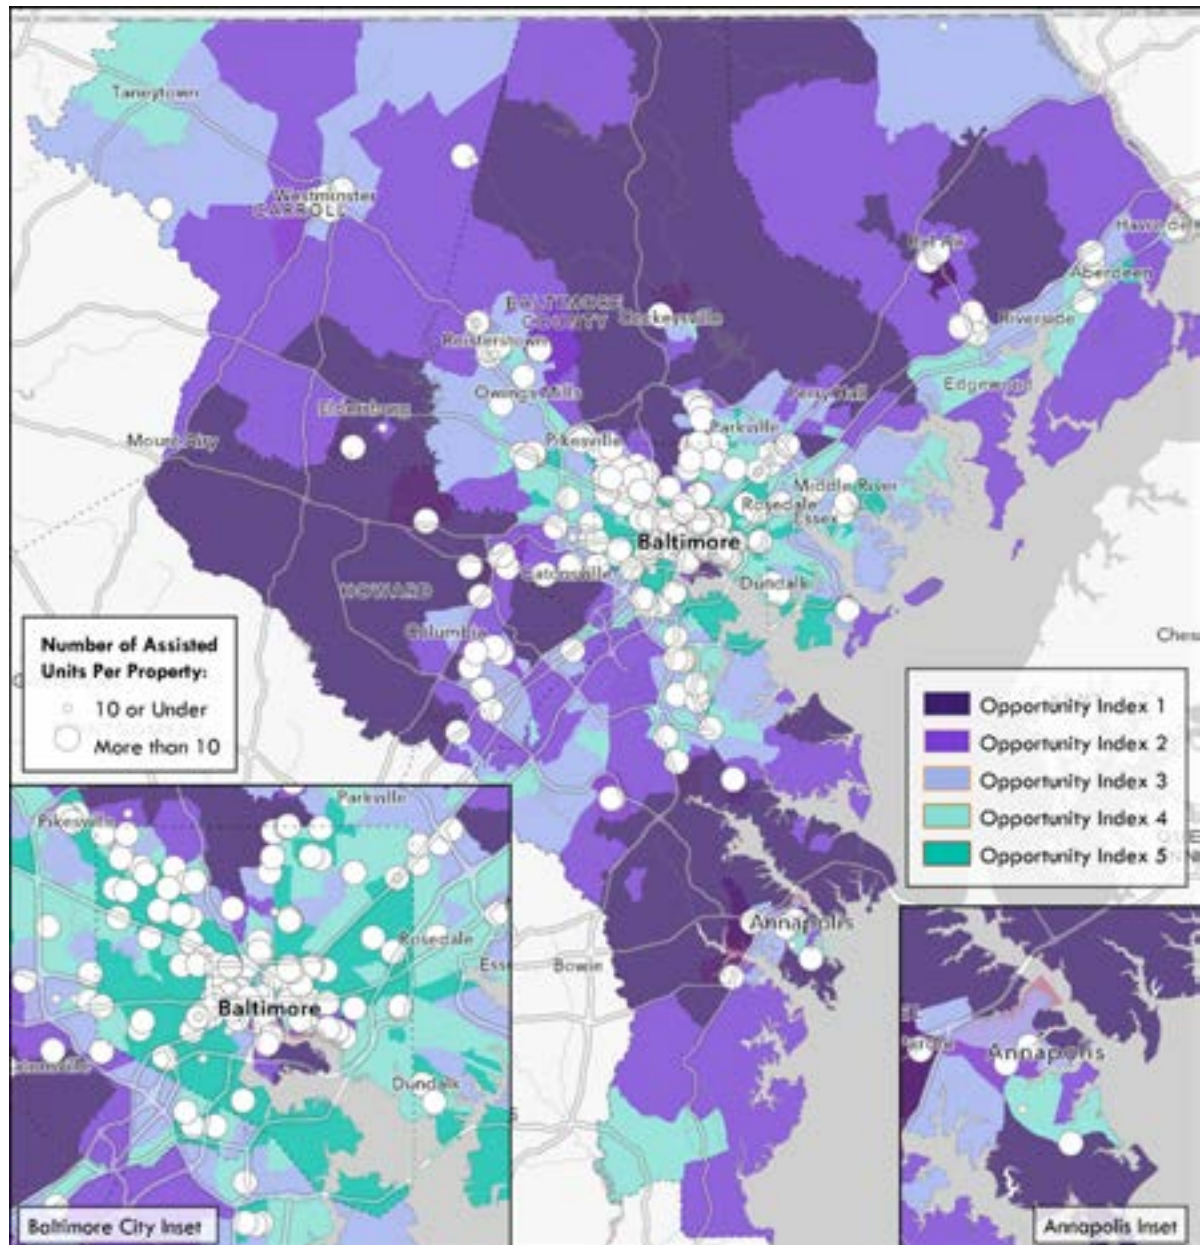 Taneytown
Westminster
CARROLL
Bel Air
Aberdeen
BALTIMORE
COUNTY
Cockeysville
Reisterstown
Riverside
Owings Mills
Perry Hall
Edgewood
Eldersburg
Mount Airy
Pikesville
Parkville
Middle River
Rosedale
Essex
Baltimore
Catonsville
Dundalk
HOWARD
Columbia
Number of Assisted
Units Per Property:
10 or Under
More than 10
Opportunity Index 1
Opportunity Index 2
Opportunity Index 3
Opportunity Index 4
Opportunity Index 5
Annapolis
Bowie
Parkville
Pikesville
Rosedale
Baltimore
Dundalk
Baltimore City Inset
Annapolis
Annapolis Inset